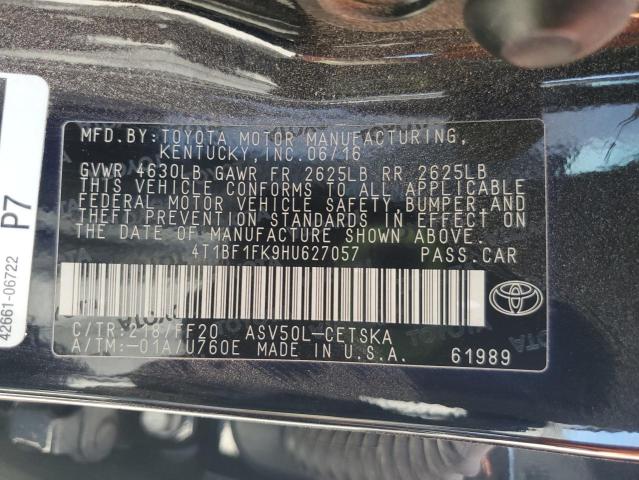 MFD.BY:TOYOTA MOTOR MANUFACTURING,
KENTUCKY,INC.06/16
GVWR 4630LB GAWR FR 2625LB RR 2625LB
THIS VEHICLE CONFORMS TO ALL APPLICABLE
FEDERAL MOTOR VEHICLE SAFETY,BUMPER,AND
THEFT PREVENTION STANDARDS IN EFFECT ON
THE DATE OF MANUFACTURE SHOWN ABOVE.
4T1BF1FK9HU627057 PASS.CAR
C/TR:218/FF20 ASV50L-CETSKA
A/TM:-01A/U760E MADE IN U.S.A. 61989
TOYOTA
P7
42661-06722